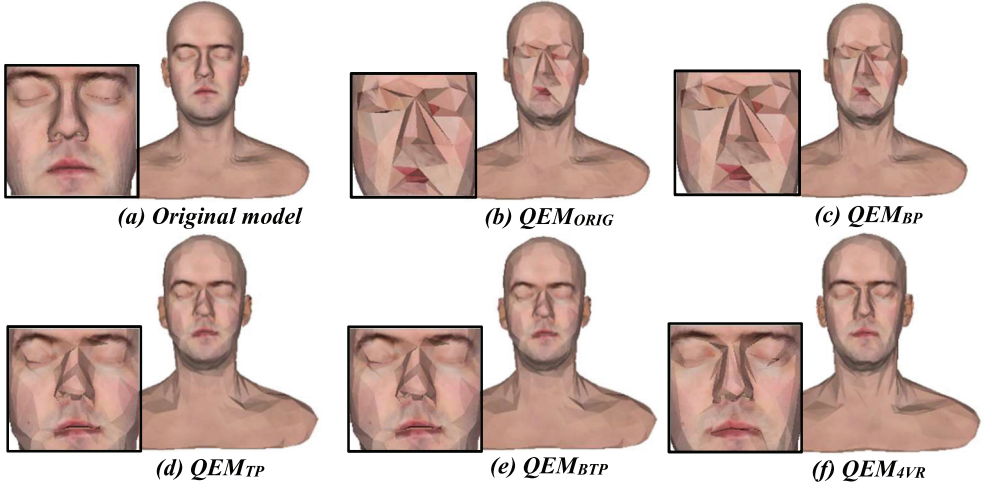 (a) Original model
(b) QEMORIG
(c) QEMBP
(d) QEMTP
(e) QEMBTP
(f) QEM4VR